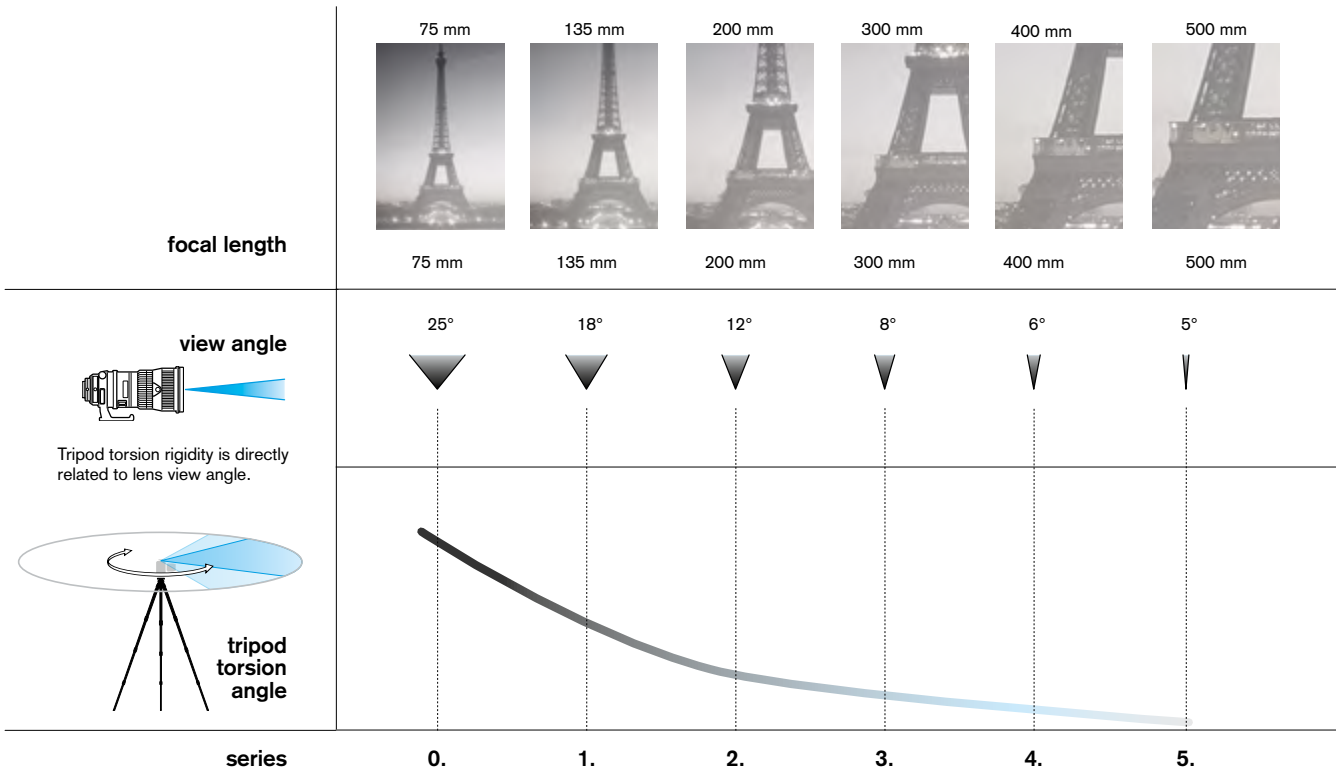 75 mm 135 mm 200 mm 300 mm 400 mm 500 mm
focal length
75 mm 135 mm 200 mm 300 mm 400 mm 500 mm
view angle
25° 18° 12° 8° 6° 5°
Tripod torsion rigidity is directly
related to lens view angle.
tripod
torsion
angle
series 0. 1. 2. 3. 4. 5.